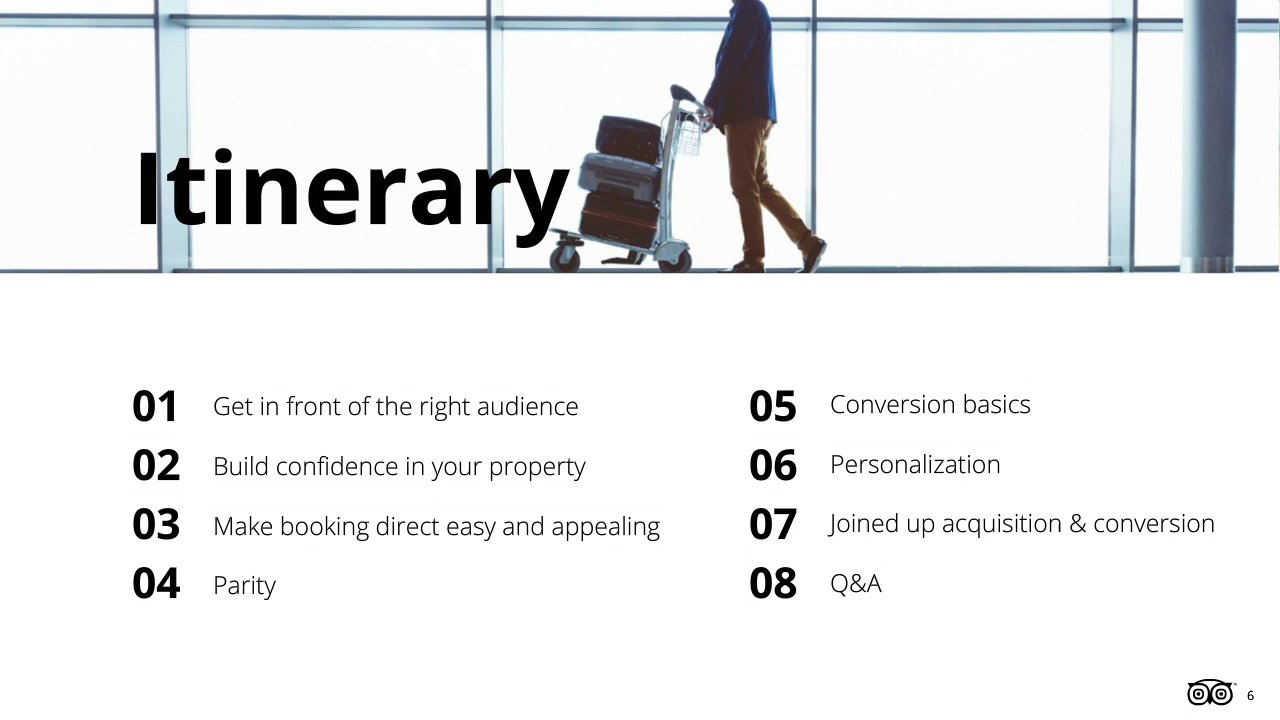 Itinerary
01 Get in front of the right audience
02 Build confidence in your property
03 Make booking direct easy and appealing
04 Parity
05 Conversion basics
06 Personalization
07 Joined up acquisition & conversion
08 Q&A
6